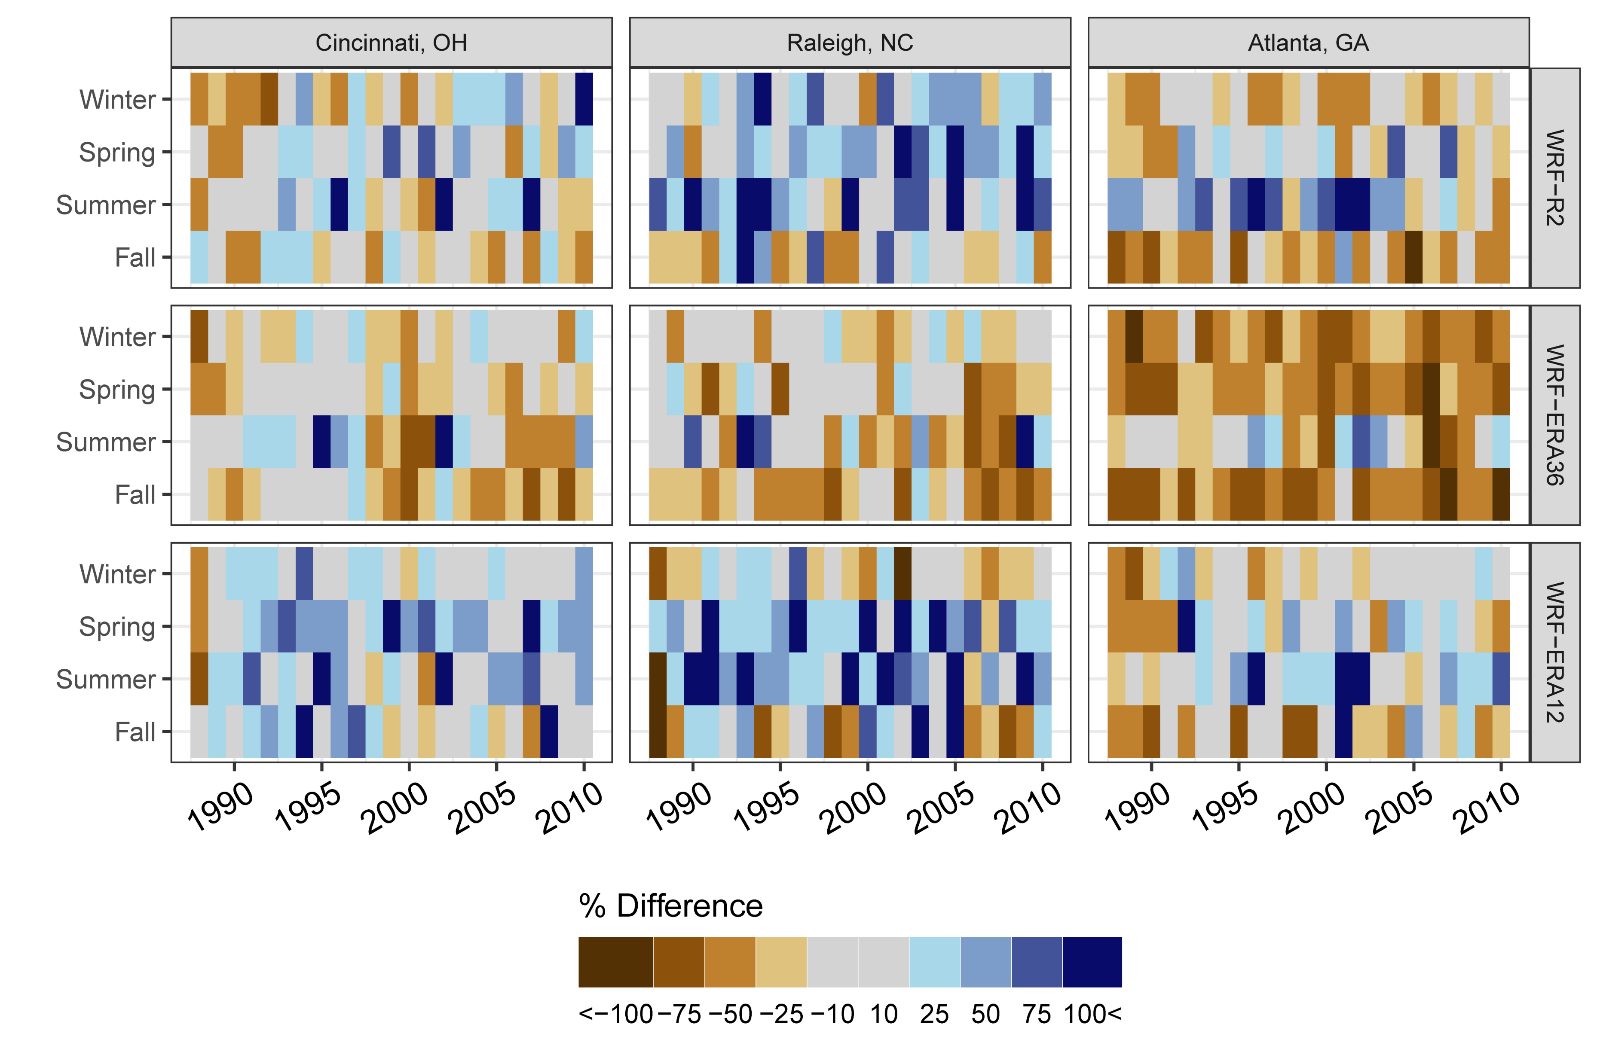 Cincinnati, OH
Raleigh, NC
Atlanta, GA
Winter
Spring
Summer
Fall
WRF−R2
Winter
Spring
Summer
Fall
WRF−ERA36
Winter
Spring
Summer
Fall
WRF−ERA12
1990 1995 2000 2005 2010
1990 1995 2000 2005 2010
1990 1995 2000 2005 2010
% Difference
<−100 −75 −50 −25 −10 10 25 50 75 100<